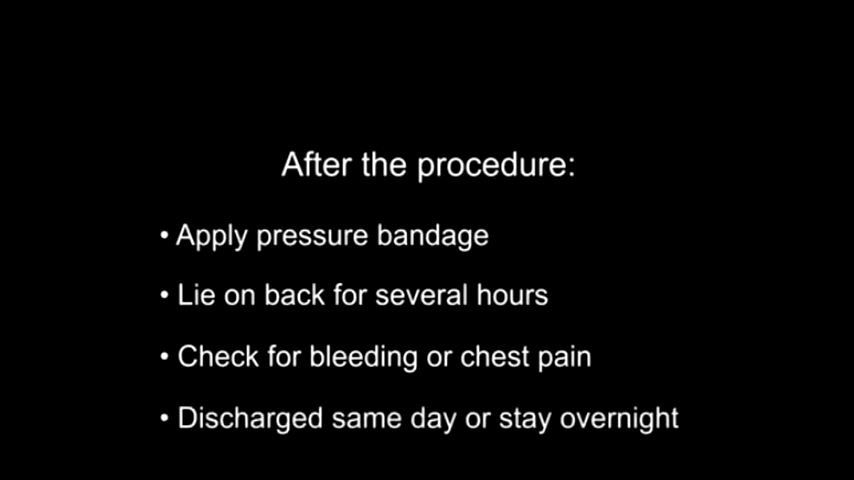 After the procedure:
• Apply pressure bandage
• Lie on back for several hours
• Check for bleeding or chest pain
• Discharged same day or stay overnight